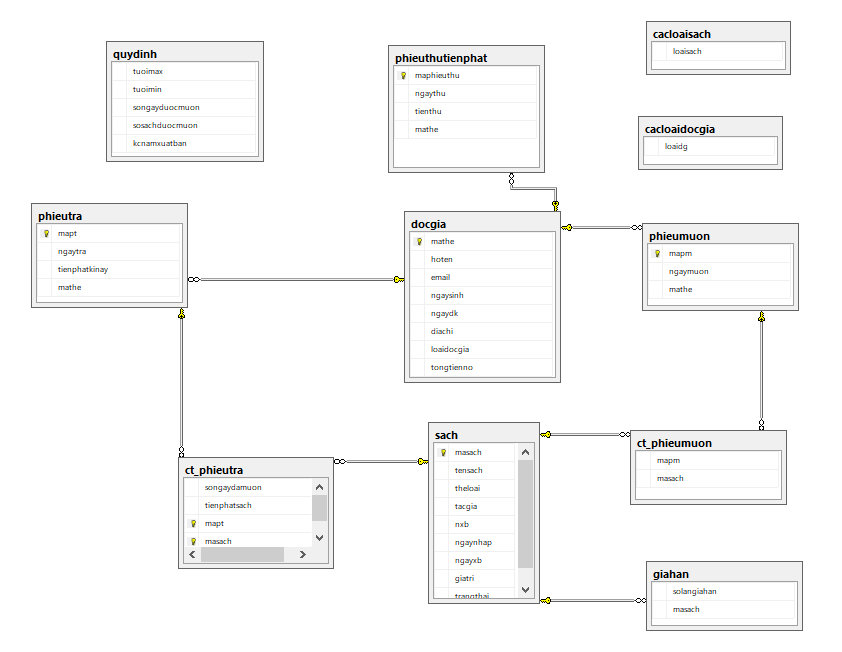 quydinh
tuoimax
tuoimin
songayduocmuon
sosachduocmuon
kcnamxuatban
phieuthutienphat
maphieuthu
ngaythu
tienthu
mathe
cacloaisach
loaisach
cacloaidocgia
loaidg
phieutra
mapt
ngaytra
tienphatkinay
mathe
docgia
mathe
hoten
email
ngaysinh
ngaydk
diachi
loaidocgia
tongtienno
phieumuon
mapm
ngaymuon
mathe
ct_phieutra
songaydamuon
tienphatsach
mapt
masach
sach
masach
tensach
theloai
tacgia
nxb
ngaynhap
ngayxb
giatri
trangthai
ct_phieumuon
mapm
masach
giahan
solangiahan
masach